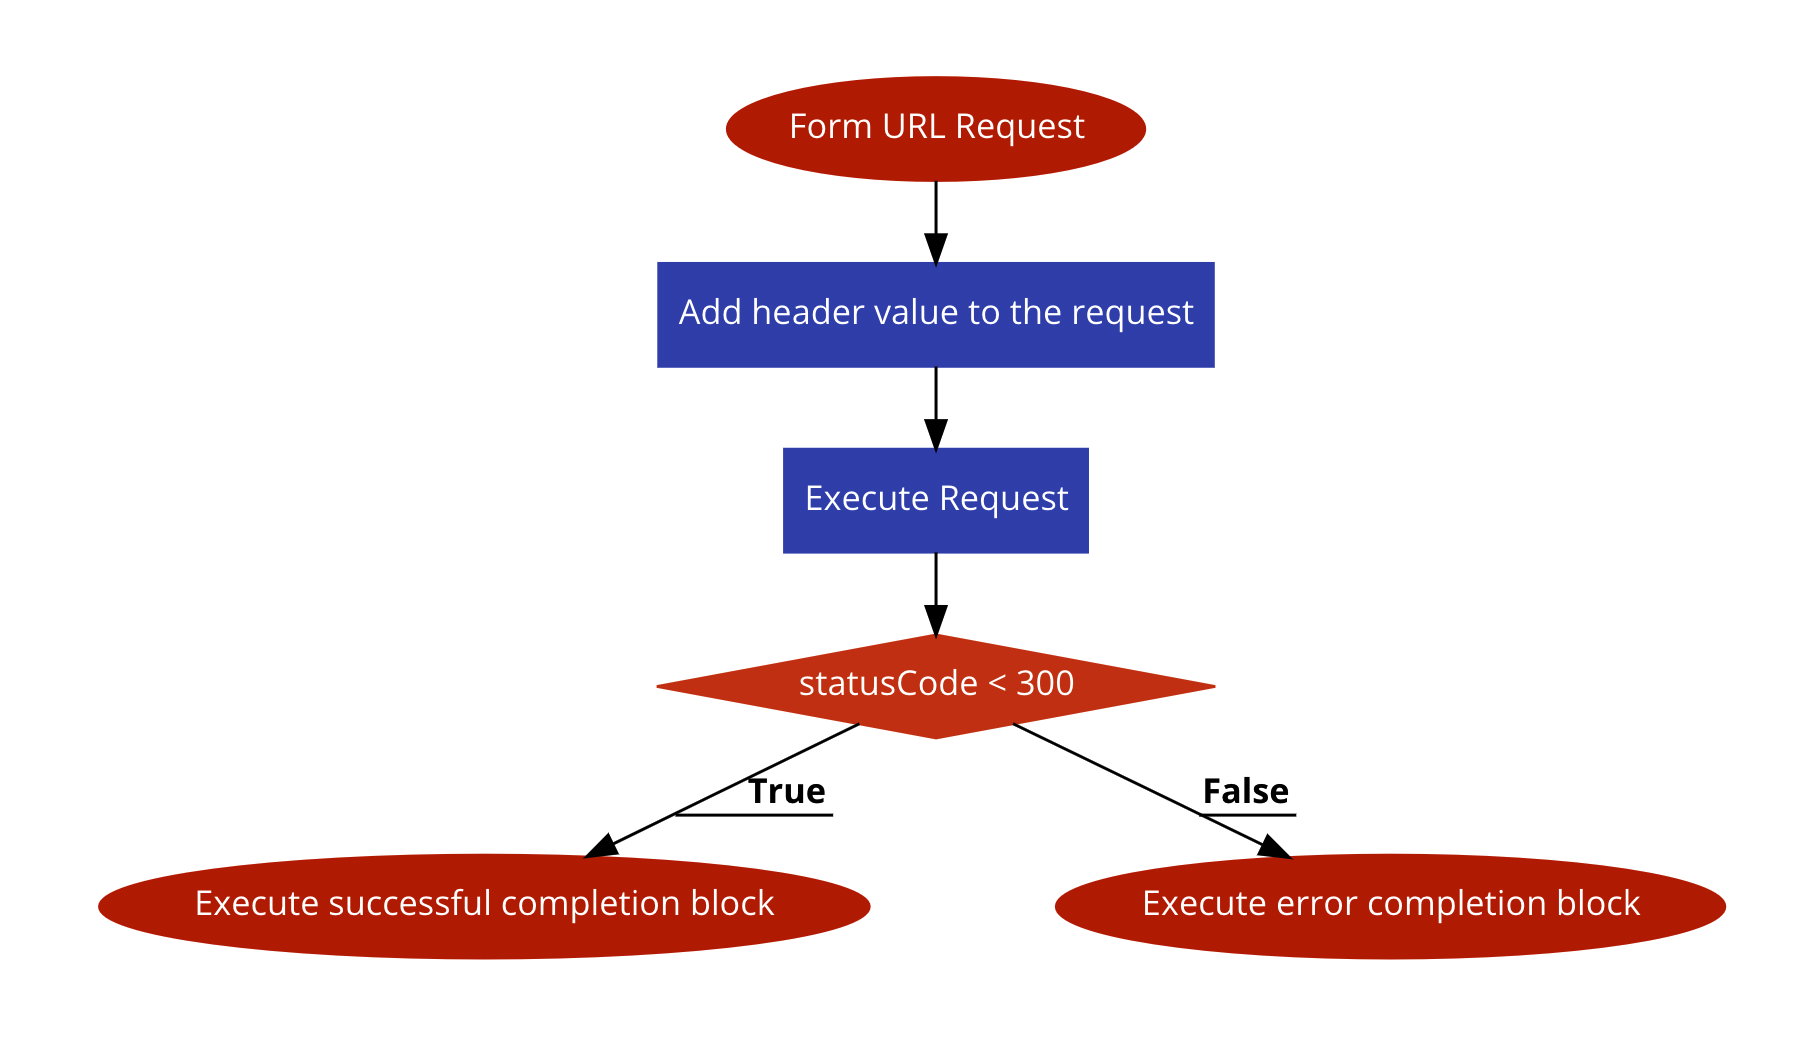 Form URL Request
Add header value to the request
Execute Request
statusCode < 300
True
False
Execute successful completion block
Execute error completion block